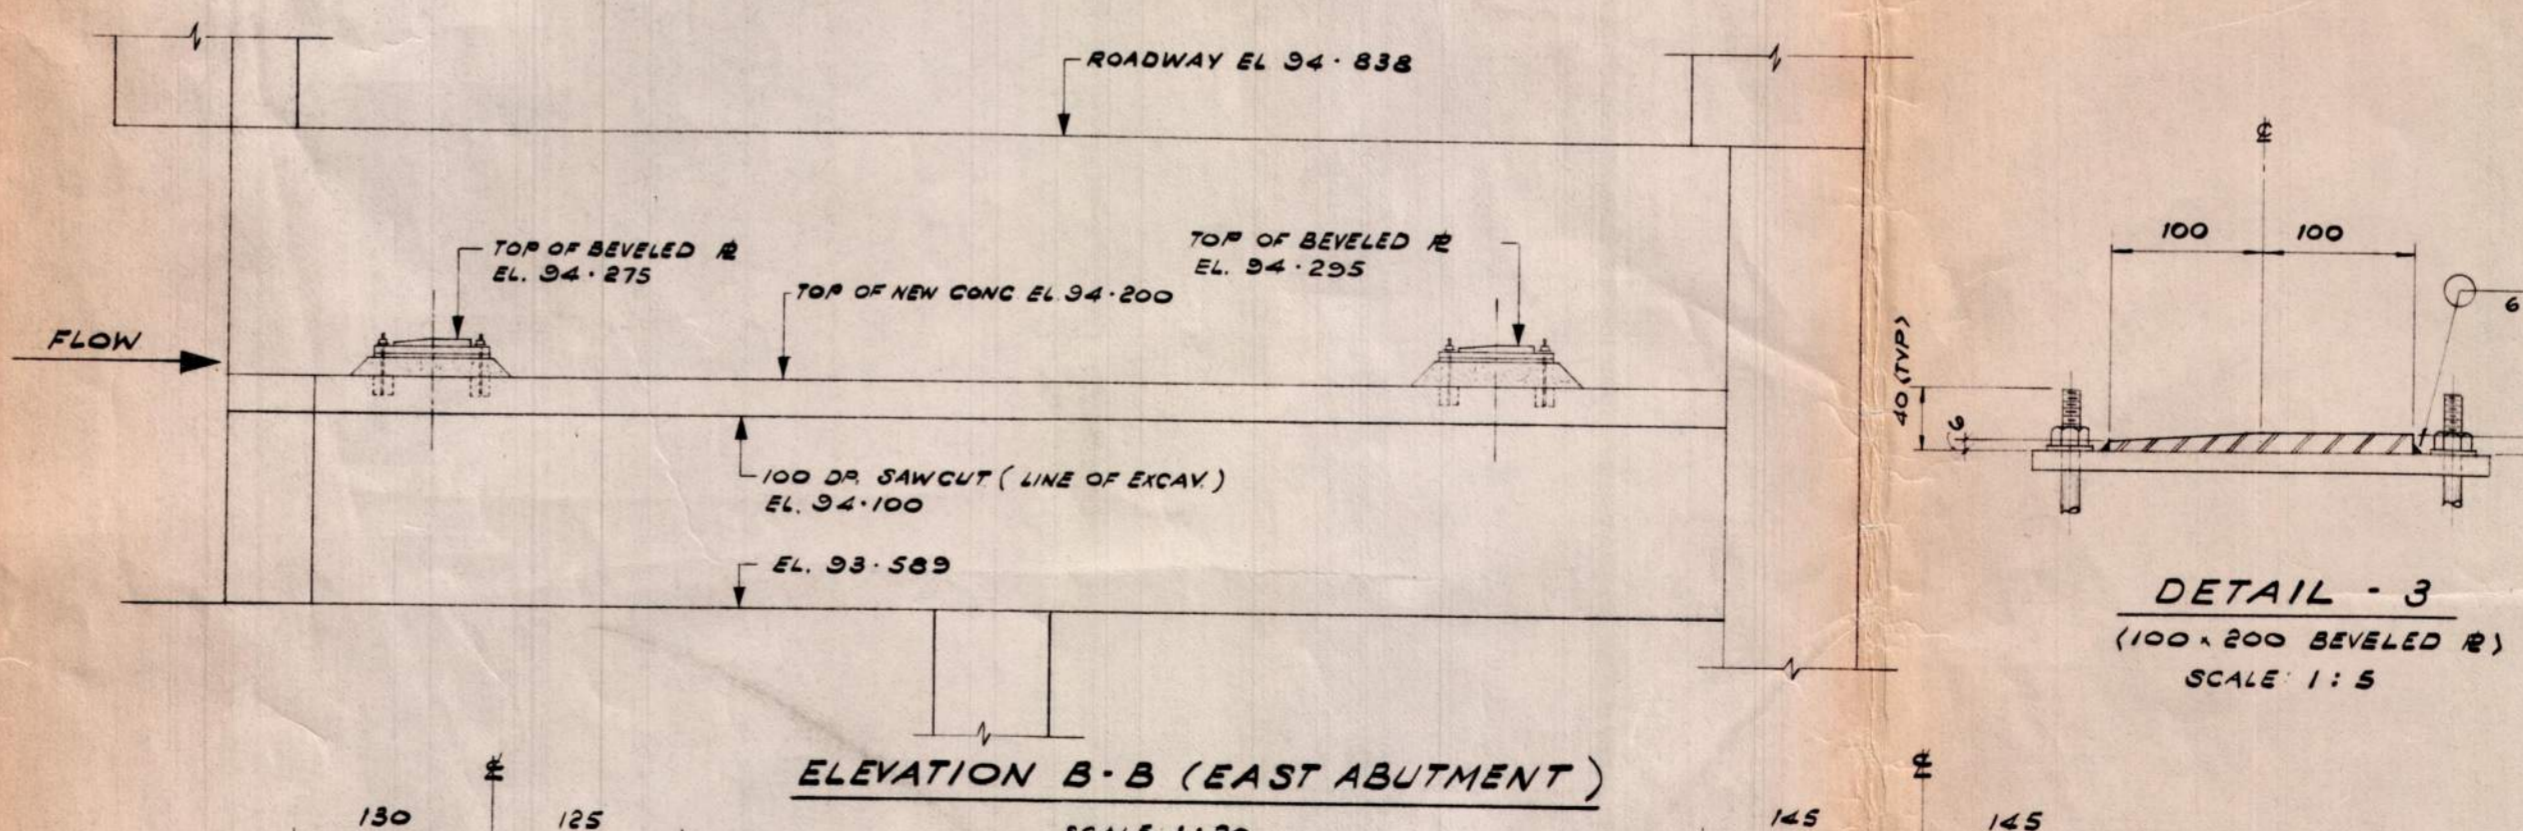 ROADWAY EL 94·838
TOP OF BEVELED ⅊
EL. 94·275
TOP OF BEVELED ⅊
EL. 94·295
TOP OF NEW CONC EL 94·200
FLOW
100 DP. SAWCUT (LINE OF EXCAV.)
EL. 94·100
EL. 93·589
ELEVATION B-B (EAST ABUTMENT)
℄
100
100
6
40 (TYP)
6
DETAIL - 3
(100 x 200 BEVELED ⅊)
SCALE: 1:5
℄
130
125
℄
145
145